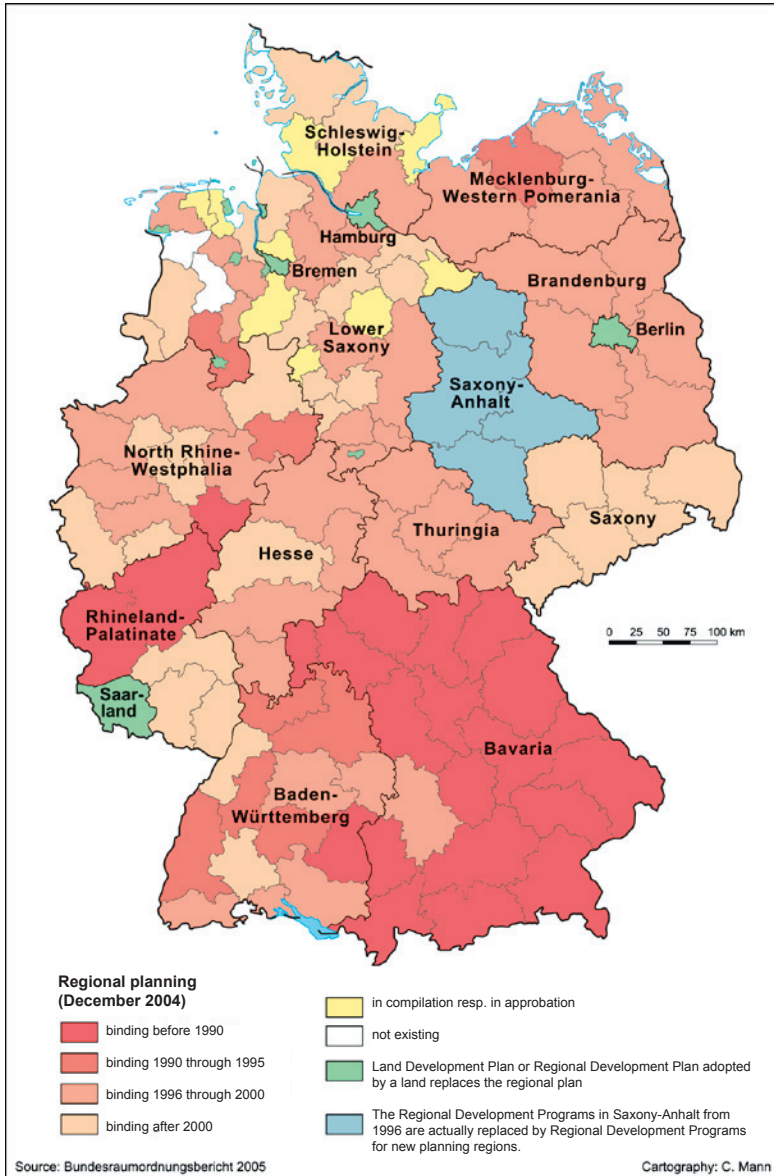 Schleswig-
Holstein
Mecklenburg-
Western Pomerania
Hamburg
Bremen
Brandenburg
Lower
Saxony
Berlin
Saxony-
Anhalt
North Rhine-
Westphalia
Saxony
Thuringia
Hesse
Rhineland-
Palatinate
0 25 50 75 100 km
Saar-
land
Bavaria
Baden-
Württemberg
Regional planning
(December 2004)
binding before 1990
binding 1990 through 1995
binding 1996 through 2000
binding after 2000
in compilation resp. in approbation
not existing
Land Development Plan or Regional Development Plan adopted
by a land replaces the regional plan
The Regional Development Programs in Saxony-Anhalt from
1996 are actually replaced by Regional Development Programs
for new planning regions.
Source: Bundesraumordnungsbericht 2005
Cartography: C. Mann